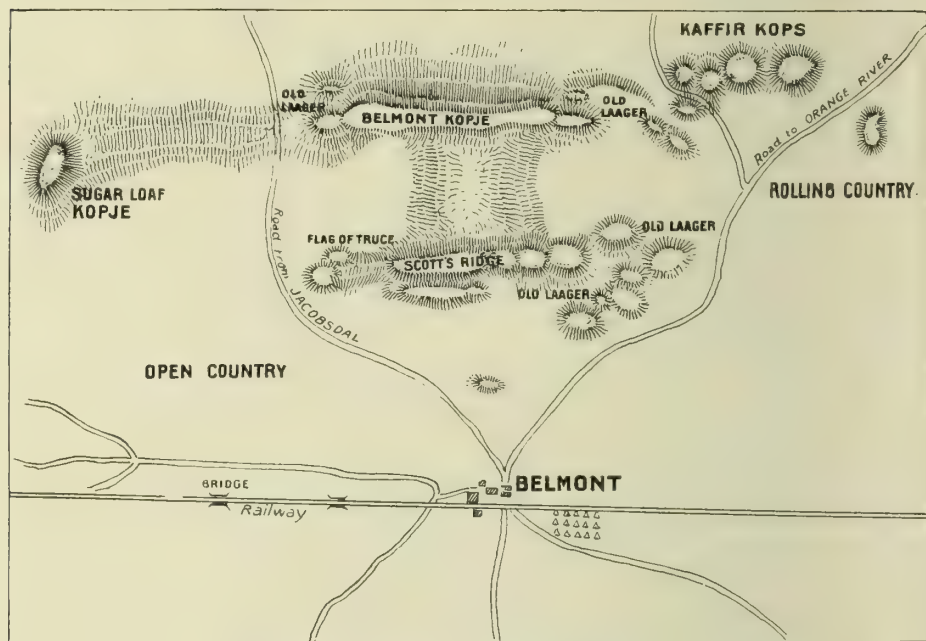 KAFFIR KOPS
OLD
LAAGER
BELMONT KOPJE
OLD
LAAGER
Road to ORANGE RIVER
SUGAR LOAF
KOPJE
ROLLING COUNTRY.
Road from JACOBSDAL
FLAG OF TRUCE.
SCOTT'S RIDGE
OLD LAAGER
OLD LAAGER
OPEN COUNTRY
BRIDGE
Railway
BELMONT